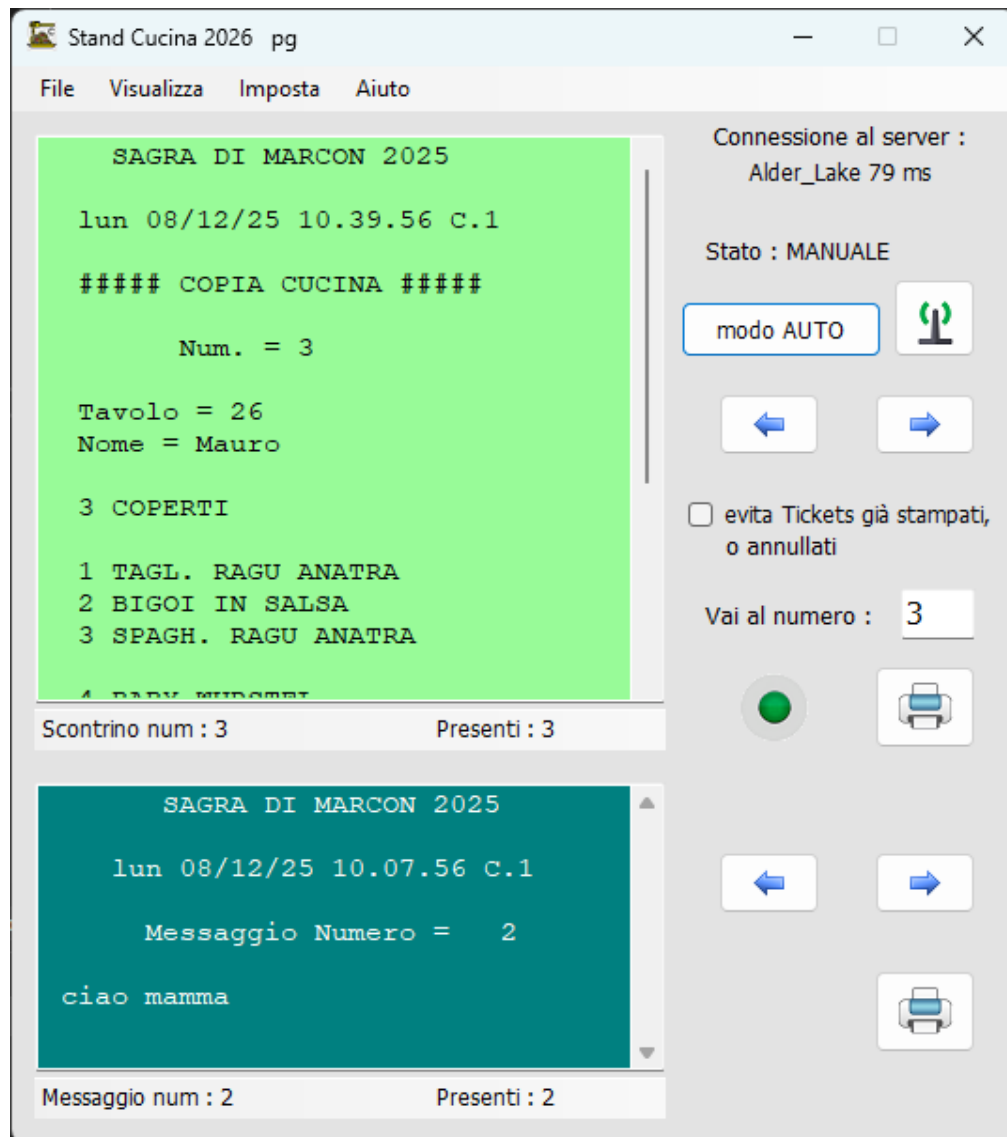 Stand Cucina 2026 pg
File Visualizza Imposta Aiuto
SAGRA DI MARCON 2025
lun 08/12/25 10.39.56 C.1
##### COPIA CUCINA #####
Num. = 3
Tavolo = 26
Nome = Mauro
3 COPERTI
1 TAGL. RAGU ANATRA
2 BIGOI IN SALSA
3 SPAGH. RAGU ANATRA
Scontrino num : 3 Presenti : 3
SAGRA DI MARCON 2025
lun 08/12/25 10.07.56 C.1
Messaggio Numero = 2
ciao mamma
Messaggio num : 2 Presenti : 2
Connessione al server :
Alder_Lake 79 ms
Stato : MANUALE
modo AUTO
evita Tickets già stampati,
o annullati
Vai al numero : 3